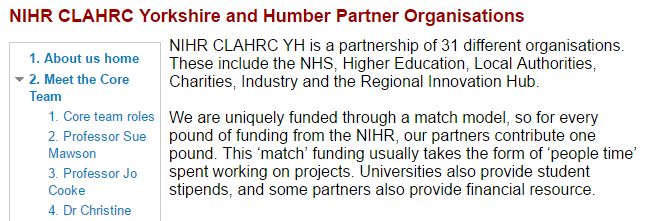 NIHR CLAHRC Yorkshire and Humber Partner Organisations
1. About us home
2. Meet the Core
Team
1. Core team roles
2. Professor Sue
Mawson
3. Professor Jo
Cooke
4. Dr Christine
NIHR CLAHRC YH is a partnership of 31 different organisations.
These include the NHS, Higher Education, Local Authorities,
Charities, Industry and the Regional Innovation Hub.
We are uniquely funded through a match model, so for every
pound of funding from the NIHR, our partners contribute one
pound. This ‘match’ funding usually takes the form of ‘people time’
spent working on projects. Universities also provide student
stipends, and some partners also provide financial resource.